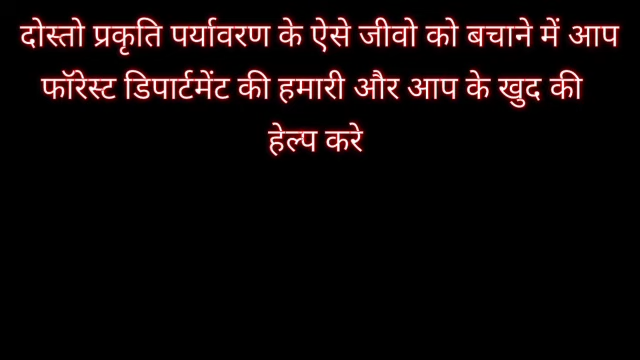 दोस्तो प्रकृति पर्यावरण के ऐसे जीवो को बचाने में आप
फॉरेस्ट डिपार्टमेंट की हमारी और आप के खुद की
हेल्प करे